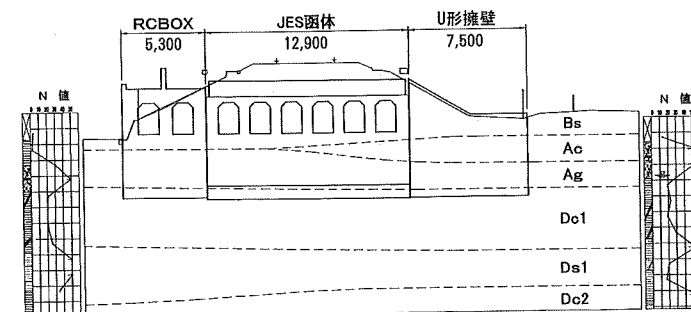 RCBOX
JES函体
U形擁壁
5,300
12,900
7,500
N 値
N 値
Bs
Ac
Ag
Dc1
Ds1
Dc2